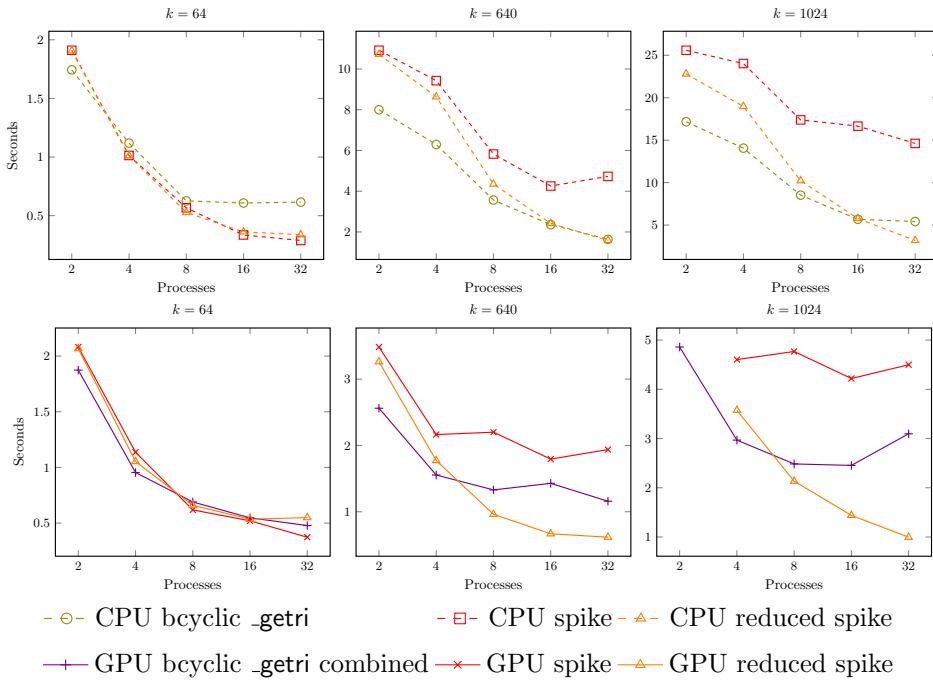 k = 64
k = 640
k = 1024
Seconds
2
1.5
1
0.5
2 4 8 16 32
Processes
10
8
6
4
2
2 4 8 16 32
Processes
25
20
15
10
5
2 4 8 16 32
Processes
k = 64
k = 640
k = 1024
Seconds
2
1.5
1
0.5
2 4 8 16 32
Processes
3
2
1
2 4 8 16 32
Processes
5
4
3
2
1
2 4 8 16 32
Processes
CPU bcyclic _getri CPU spike CPU reduced spike
GPU bcyclic _getri combined GPU spike GPU reduced spike